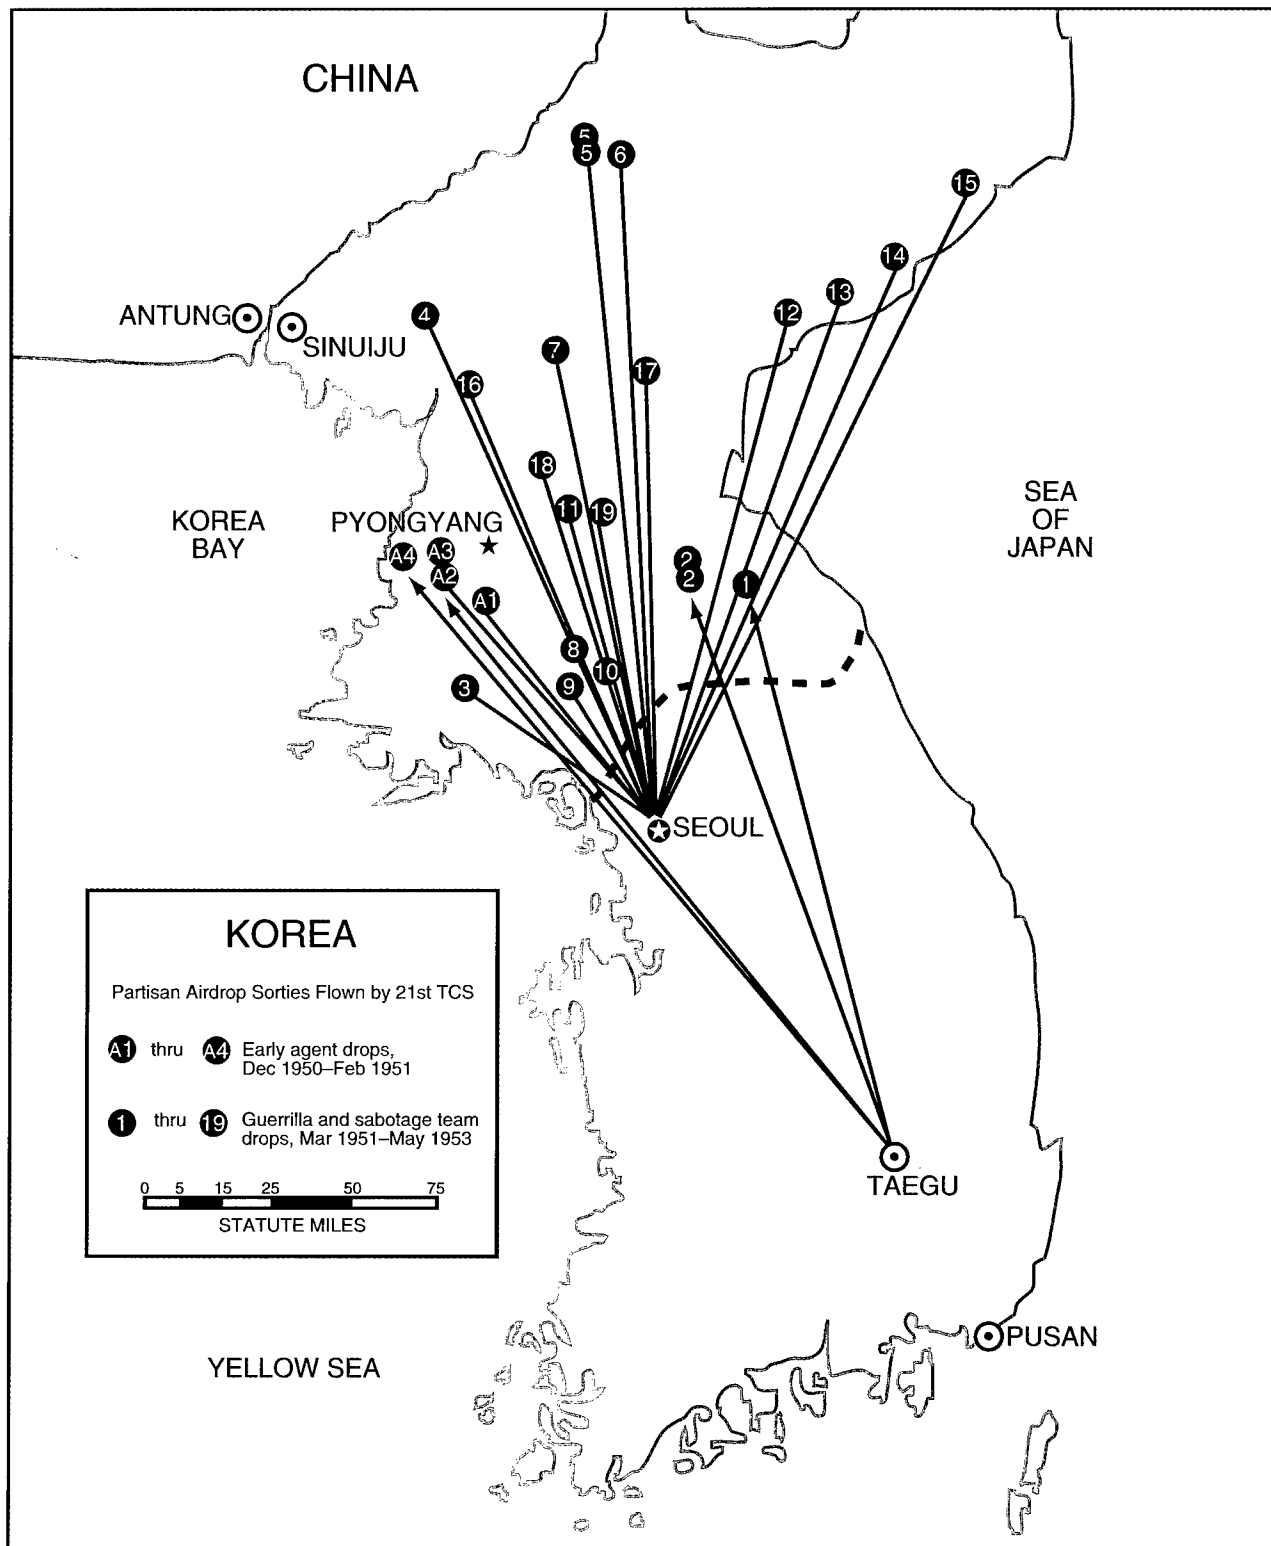 CHINA
5
5
6
15
14
13
12
ANTUNG
SINUIJU
4
7
17
16
18
11
19
KOREA
BAY
PYONGYANG
SEA
OF
JAPAN
A4
A3
A2
A1
2
2
1
8
10
9
3
SEOUL
KOREA
Partisan Airdrop Sorties Flown by 21st TCS
A1 thru A4 Early agent drops,
Dec 1950–Feb 1951
1 thru 19 Guerrilla and sabotage team
drops, Mar 1951–May 1953
0 5 15 25 50 75
STATUTE MILES
TAEGU
PUSAN
YELLOW SEA